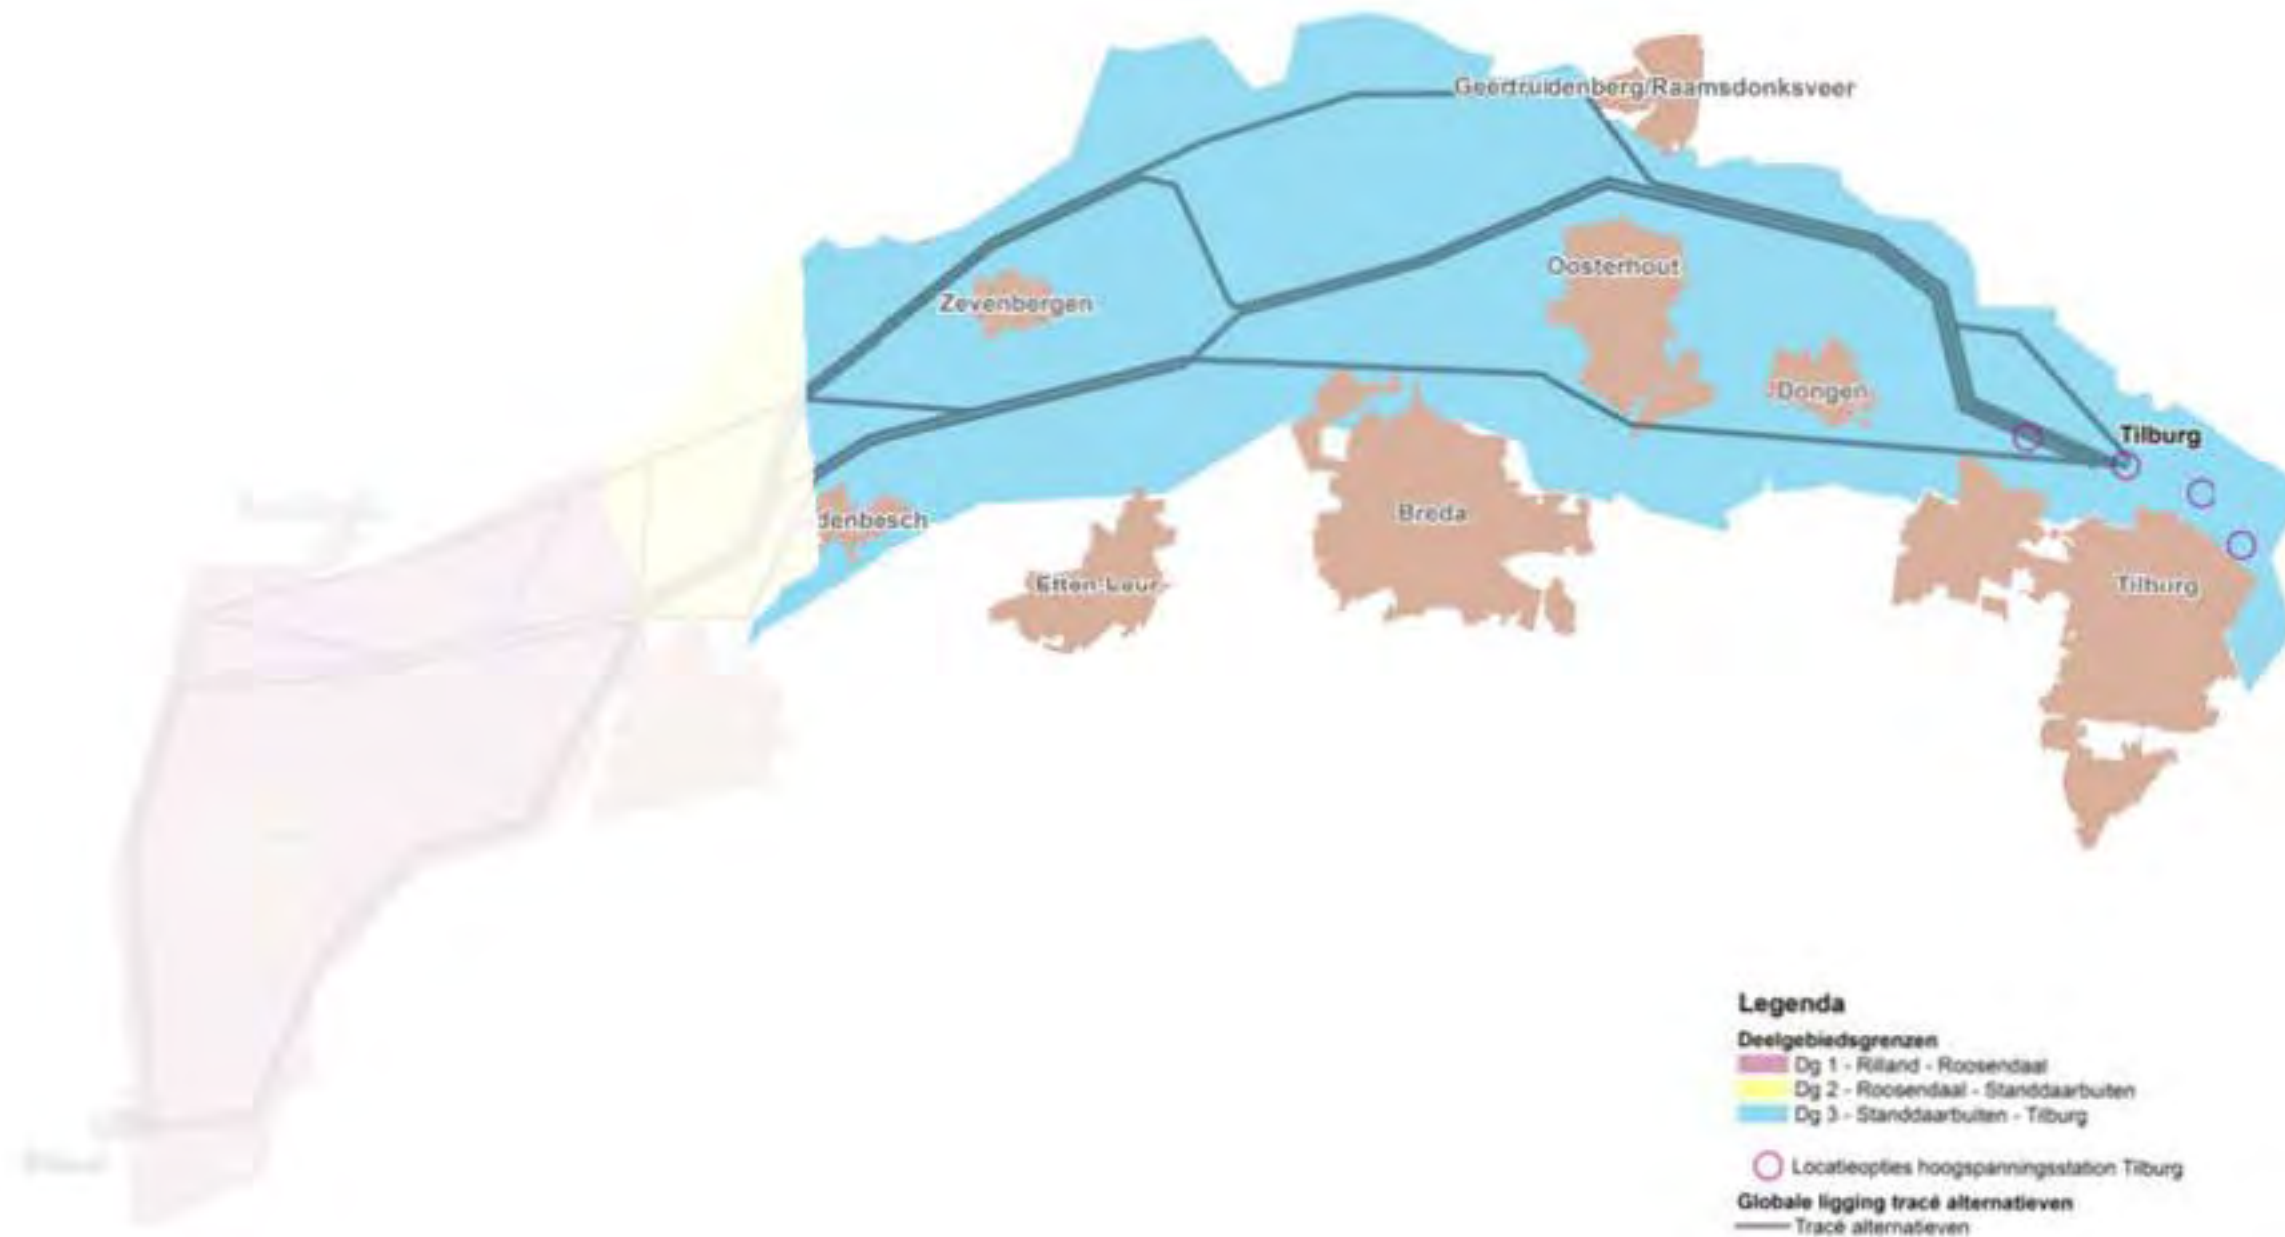 Geertruidenberg/Raamsdonksveer
Oosterhout
Zevenbergen
Dongen
Tilburg
Breda
denbosch
Etten-Leur
Tilburg
Legenda
Deelgebiedsgrenzen
Dg 1 - Rilland - Roosendaal
Dg 2 - Roosendaal - Standdaarbuiten
Dg 3 - Standdaarbuiten - Tilburg
Locatieopties hoogspanningsstation Tilburg
Globale ligging tracé alternatieven
Tracé alternatieven